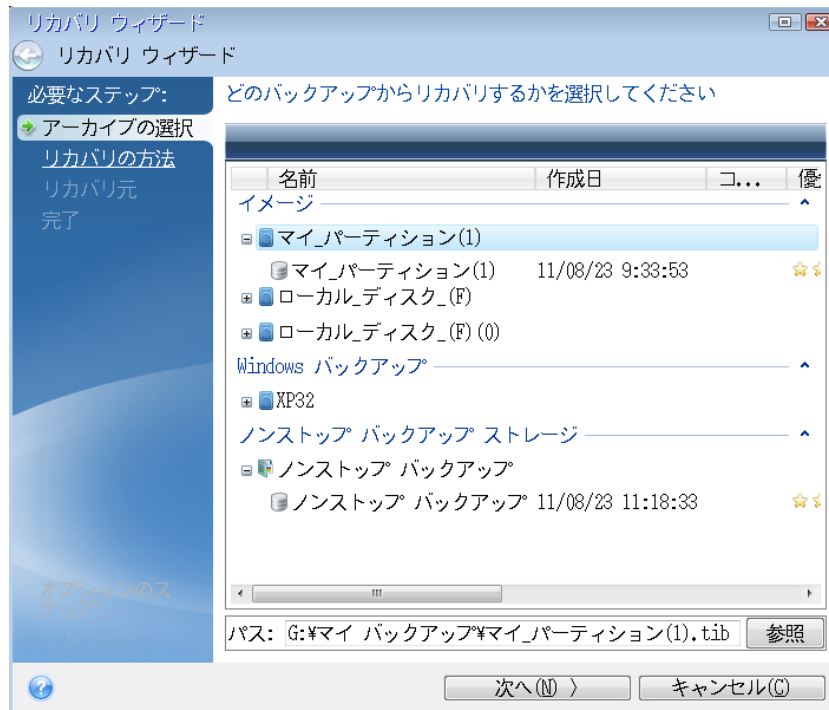 リカバリ ウィザード
リカバリ ウィザード
必要なステップ:
アーカイブの選択
リカバリの方法
リカバリ元
完了
どのバックアップからリカバリするかを選択してください
名前 作成日 コ... 優
イメージ
マイ_パーティション(1)
マイ_パーティション(1) 11/08/23 9:33:53
ローカル_ディスク_(F)
ローカル_ディスク_(F)(0)
Windows バックアップ
XP32
ノンストップ バックアップ ストレージ
ノンストップ バックアップ
ノンストップ バックアップ 11/08/23 11:18:33
オプションのス
テップ:
パス: G:¥マイ バックアップ¥マイ_パーティション(1).tib 参照
次へ(N) 〉 キャンセル(C)